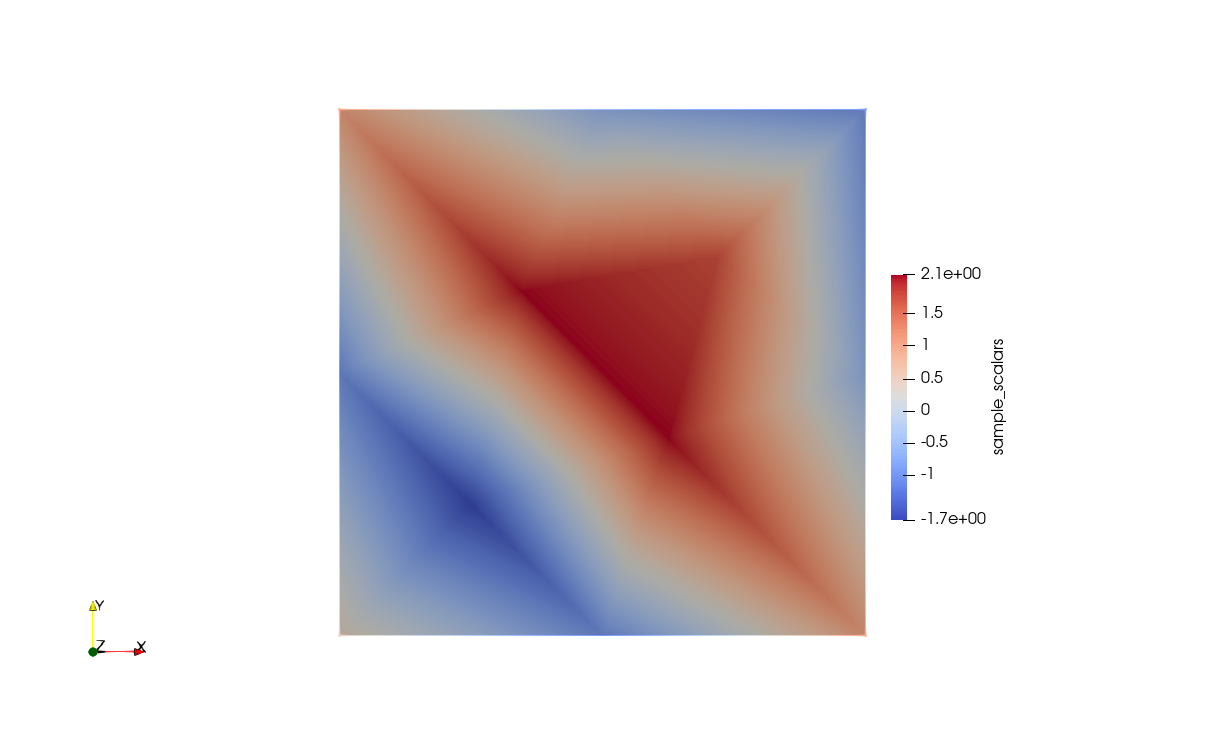 2.1e+00
1.5
1
0.5
0
-0.5
-1
-1.7e+00
sample_scalars
Y
Z
X